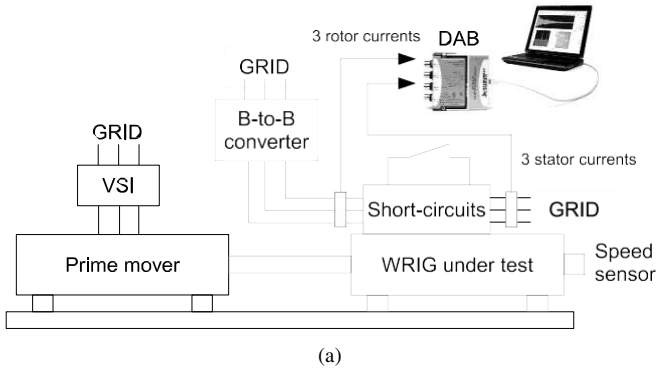 3 rotor currents
DAB
GRID
B-to-B
converter
GRID
VSI
3 stator currents
Short-circuits
GRID
Prime mover
WRIG under test
Speed
sensor
(a)